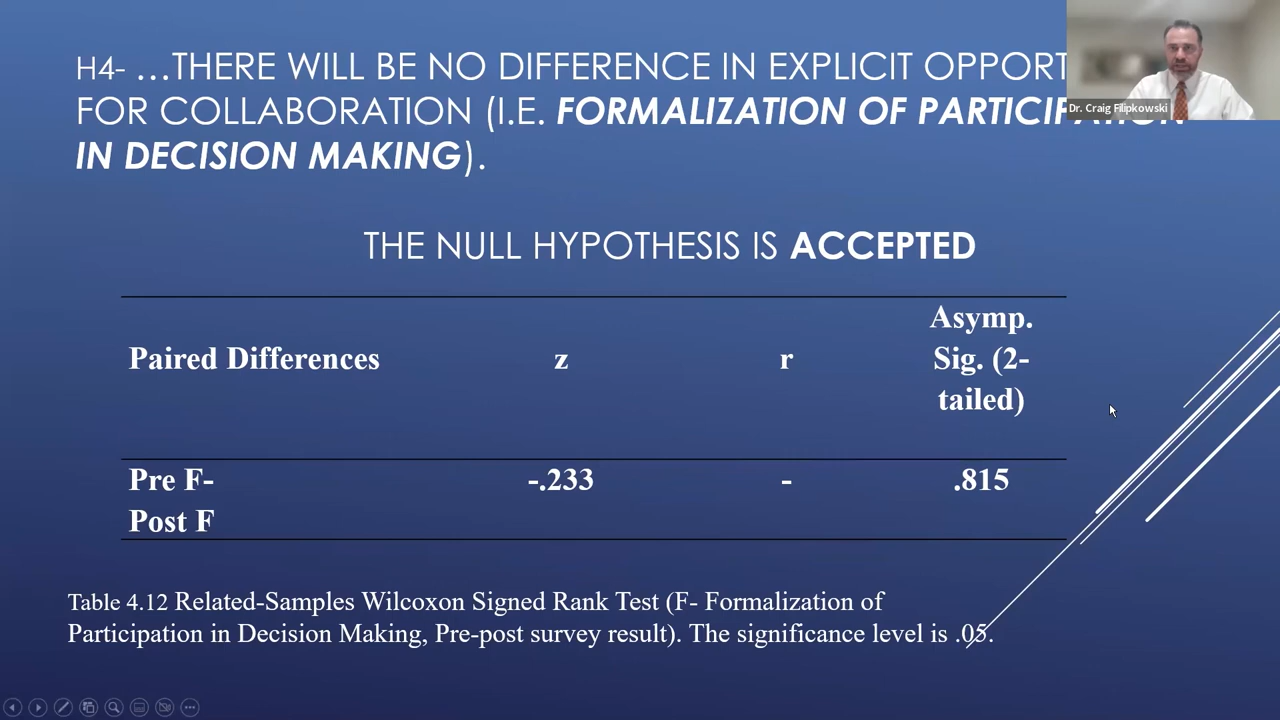 H4- …THERE WILL BE NO DIFFERENCE IN EXPLICIT
FOR COLLABORATION (I.E. FORMALIZATION OF PARTICIPATION
IN DECISION MAKING).
Dr. Craig Filipkowski
THE NULL HYPOTHESIS IS ACCEPTED
Paired Differences z r Asymp. Sig. (2-tailed)
Pre F- -.233 - .815
Post F
Table 4.12 Related-Samples Wilcoxon Signed Rank Test (F- Formalization of
Participation in Decision Making, Pre-post survey result). The significance level is .05.